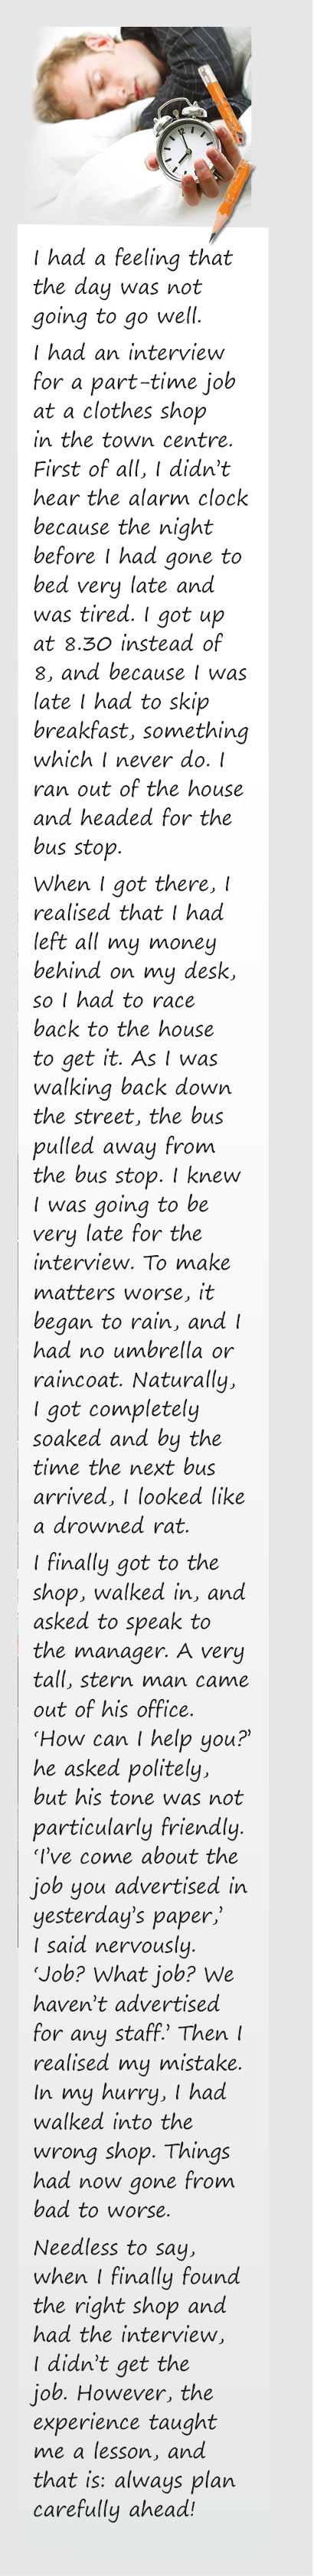 I had a feeling that
the day was not
going to go well.
I had an interview
for a part-time job
at a clothes shop
in the town centre.
First of all, I didn't
hear the alarm clock
because the night
before I had gone to
bed very late and
was tired. I got up
at 8.30 instead of
8, and because I was
late I had to skip
breakfast, something
which I never do. I
ran out of the house
and headed for the
bus stop.
When I got there, I
realised that I had
left all my money
behind on my desk,
so I had to race
back to the house
to get it. As I was
walking back down
the street, the bus
pulled away from
the bus stop. I knew
I was going to be
very late for the
interview. To make
matters worse, it
began to rain, and I
had no umbrella or
raincoat. Naturally,
I got completely
soaked and by the
time the next bus
arrived, I looked like
a drowned rat.
I finally got to the
shop, walked in, and
asked to speak to
the manager. A very
tall, stern man came
out of his office.
‘How can I help you?’
he asked politely,
but his tone was not
particularly friendly.
‘I’ve come about the
job you advertised in
yesterday’s paper,’
I said nervously.
‘Job? What job? We
haven’t advertised
for any staff.’ Then I
realised my mistake.
In my hurry, I had
walked into the
wrong shop. Things
had now gone from
bad to worse.
Needless to say,
when I finally found
the right shop and
had the interview,
I didn’t get the
job. However, the
experience taught
me a lesson, and
that is: always plan
carefully ahead!